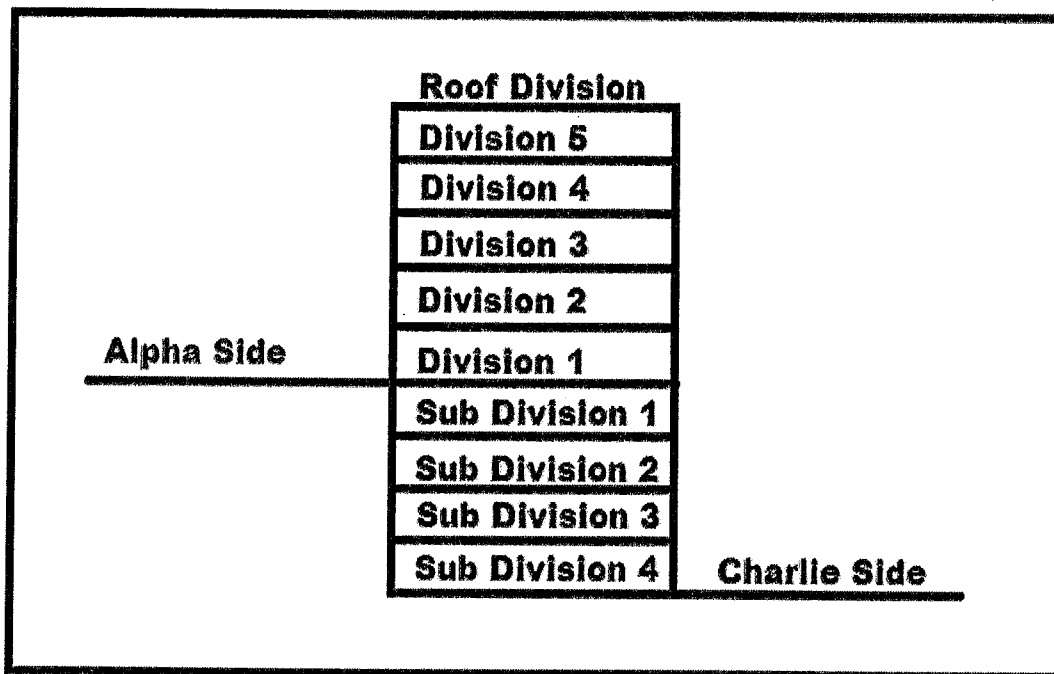 Roof Division
Division 5
Division 4
Division 3
Division 2
Alpha Side
Division 1
Sub Division 1
Sub Division 2
Sub Division 3
Sub Division 4
Charlie Side